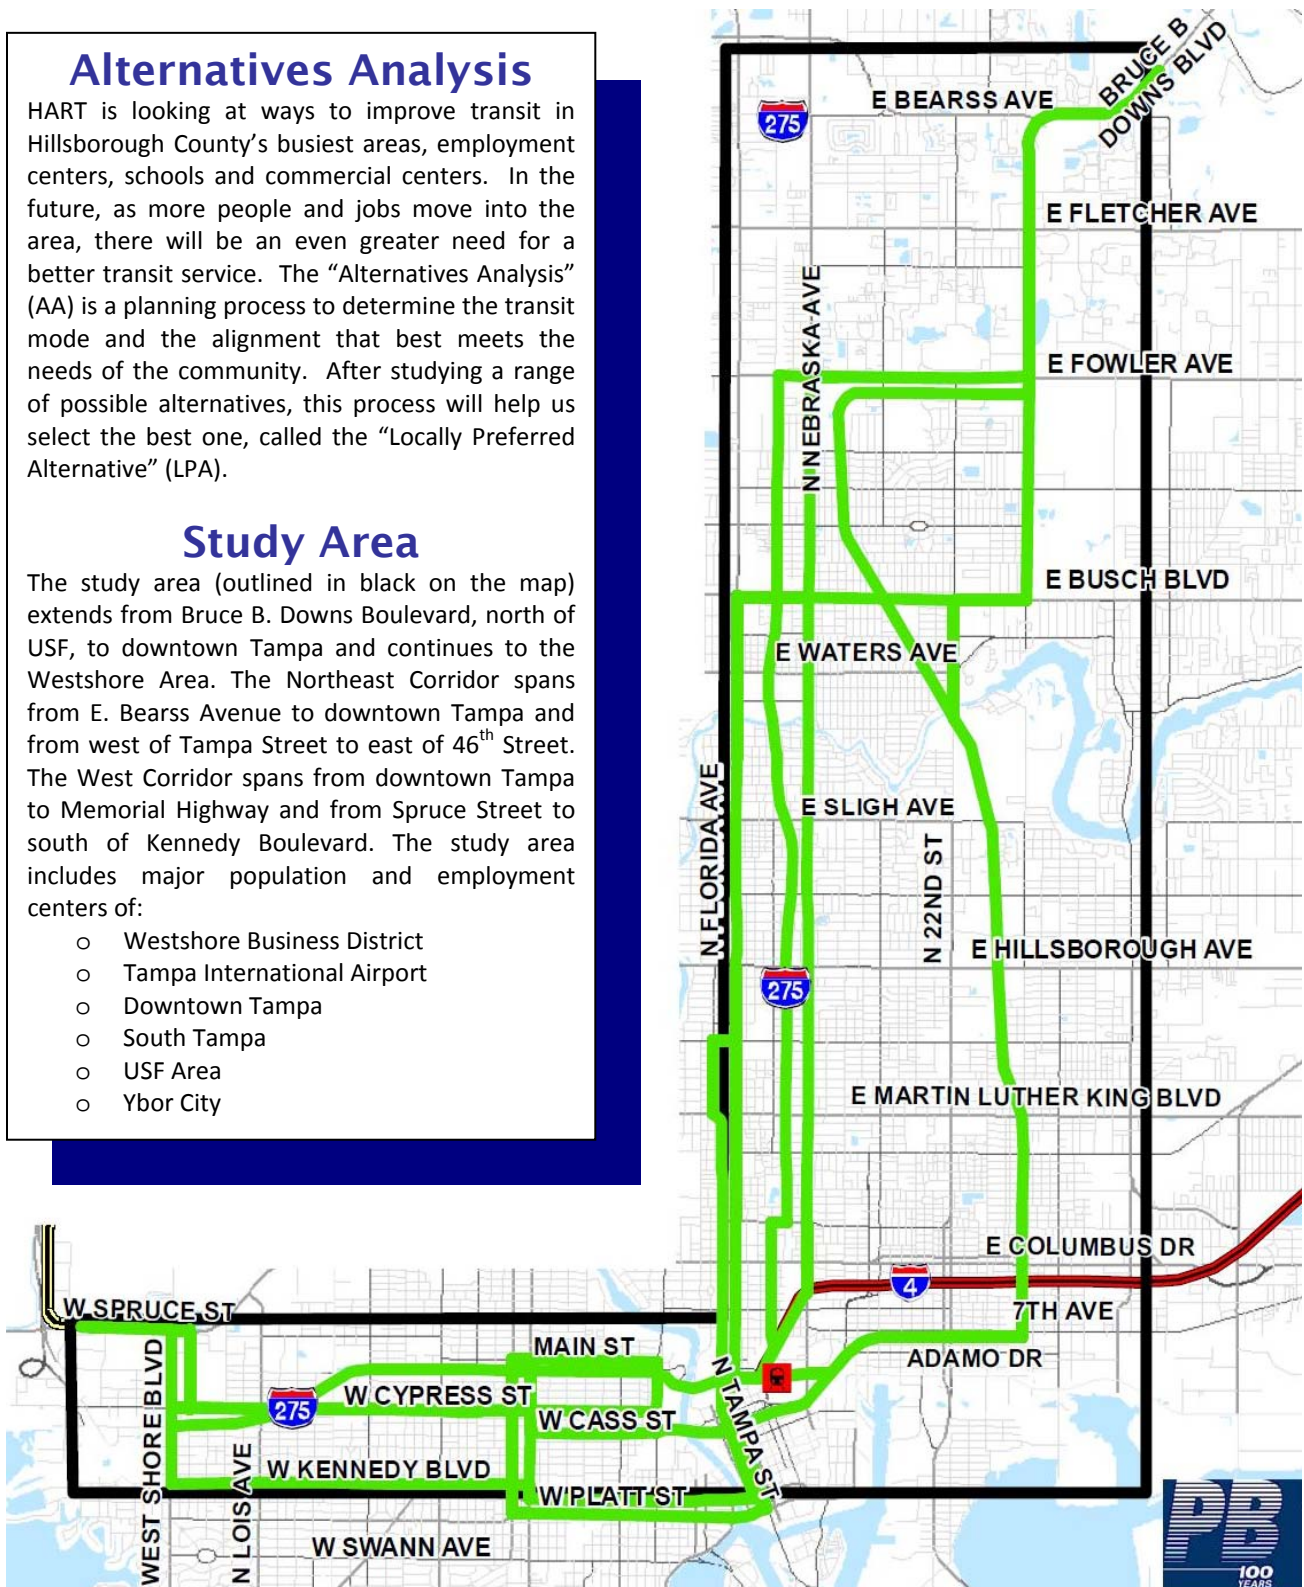 Alternatives Analysis
HART is looking at ways to improve transit in
Hillsborough County’s busiest areas, employment
centers, schools and commercial centers. In the
future, as more people and jobs move into the
area, there will be an even greater need for a
better transit service. The “Alternatives Analysis”
(AA) is a planning process to determine the transit
mode and the alignment that best meets the
needs of the community. After studying a range
of possible alternatives, this process will help us
select the best one, called the “Locally Preferred
Alternative” (LPA).
Study Area
The study area (outlined in black on the map)
extends from Bruce B. Downs Boulevard, north of
USF, to downtown Tampa and continues to the
Westshore Area. The Northeast Corridor spans
from E. Bearss Avenue to downtown Tampa and
from west of Tampa Street to east of 46th Street.
The West Corridor spans from downtown Tampa
to Memorial Highway and from Spruce Street to
south of Kennedy Boulevard. The study area
includes major population and employment
centers of:
o Westshore Business District
o Tampa International Airport
o Downtown Tampa
o South Tampa
o USF Area
o Ybor City
BRUCE B
DOWNS BLVD
E BEARSS AVE
275
E FLETCHER AVE
N NEBRASKA AVE
E FOWLER AVE
E BUSCH BLVD
E WATERS AVE
N FLORIDA AVE
E SLIGH AVE
N 22ND ST
E HILLSBOROUGH AVE
275
E MARTIN LUTHER KING BLVD
E COLUMBUS DR
4
7TH AVE
ADAMO DR
W SPRUCE ST
MAIN ST
WEST SHORE BLVD
W CYPRESS ST
275
W CASS ST
N TAMPA ST
N LOIS AVE
W KENNEDY BLVD
W PLATT ST
W SWANN AVE
PB
100
YEARS